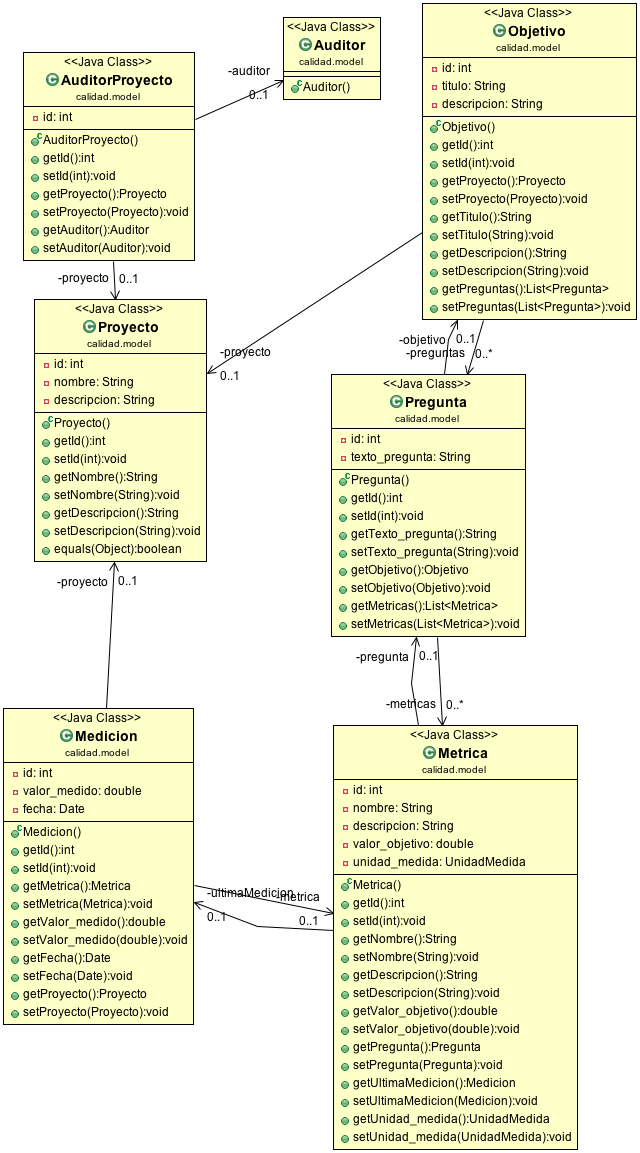 <<Java Class>>
AuditorProyecto
calidad.model
id: int
AuditorProyecto()
getId():int
setId(int):void
getProyecto():Proyecto
setProyecto(Proyecto):void
getAuditor():Auditor
setAuditor(Auditor):void
-auditor
0..1
<<Java Class>>
Auditor
calidad.model
Auditor()
<<Java Class>>
Objetivo
calidad.model
id: int
titulo: String
descripcion: String
Objetivo()
getId():int
setId(int):void
getProyecto():Proyecto
setProyecto(Proyecto):void
getTitulo():String
setTitulo(String):void
getDescripcion():String
setDescripcion(String):void
getPreguntas():List<Pregunta>
setPreguntas(List<Pregunta>):void
-proyecto
0..1
<<Java Class>>
Proyecto
calidad.model
id: int
nombre: String
descripcion: String
Proyecto()
getId():int
setId(int):void
getNombre():String
setNombre(String):void
getDescripcion():String
setDescripcion(String):void
equals(Object):boolean
-proyecto
0..1
-objetivo
0..1
-preguntas
0..*
<<Java Class>>
Pregunta
calidad.model
id: int
texto_pregunta: String
Pregunta()
getId():int
setId(int):void
getTexto_pregunta():String
setTexto_pregunta(String):void
getObjetivo():Objetivo
setObjetivo(Objetivo):void
getMetricas():List<Metrica>
setMetricas(List<Metrica>):void
-proyecto
0..1
-pregunta
0..1
-metricas
0..*
<<Java Class>>
Medicion
calidad.model
id: int
valor_medido: double
fecha: Date
Medicion()
getId():int
setId(int):void
getMetrica():Metrica
setMetrica(Metrica):void
getValor_medido():double
setValor_medido(double):void
getFecha():Date
setFecha(Date):void
getProyecto():Proyecto
setProyecto(Proyecto):void
-ultimaMedicion
0..1
-metrica
0..1
<<Java Class>>
Metrica
calidad.model
id: int
nombre: String
descripcion: String
valor_objetivo: double
unidad_medida: UnidadMedida
Metrica()
getId():int
setId(int):void
getNombre():String
setNombre(String):void
getDescripcion():String
setDescripcion(String):void
getValor_objetivo():double
setValor_objetivo(double):void
getPregunta():Pregunta
setPregunta(Pregunta):void
getUltimaMedicion():Medicion
setUltimaMedicion(Medicion):void
getUnidad_medida():UnidadMedida
setUnidad_medida(UnidadMedida):void